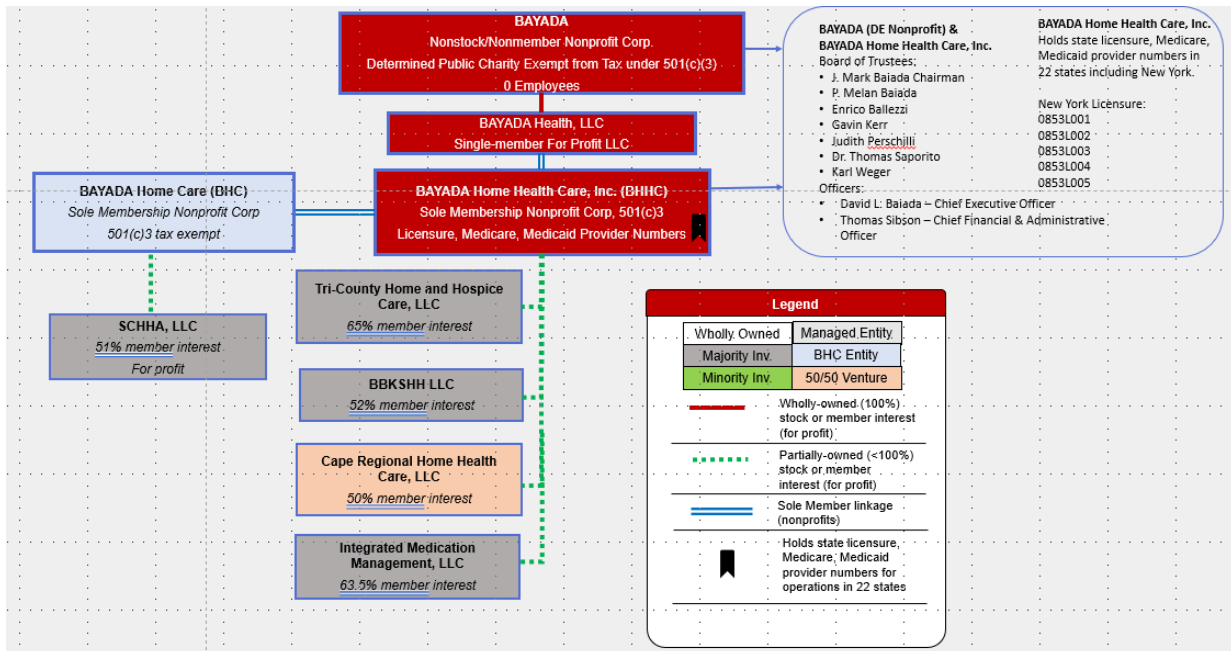 BAYADA
Nonstock/Nonmember Nonprofit Corp.
Determined Public Charity Exempt from Tax under 501(c)(3)
0 Employees
BAYADA Health, LLC
Single-member For Profit LLC
BAYADA Home Care (BHC)
Sole Membership Nonprofit Corp
501(c)3 tax exempt
BAYADA Home Health Care, Inc. (BHHC)
Sole Membership Nonprofit Corp, 501(c)3
Licensure, Medicare, Medicaid Provider Numbers
SCHHA, LLC
51% member interest
For profit
Tri-County Home and Hospice
Care, LLC
65% member interest
BBKSHH LLC
52% member interest
Cape Regional Home Health
Care, LLC
50% member interest
Integrated Medication
Management, LLC
63.5% member interest
BAYADA (DE Nonprofit) &
BAYADA Home Health Care, Inc.
Board of Trustees:
• J. Mark Baiada Chairman
• P. Melan Baiada
• Enrico Ballezzi
• Gavin Kerr
• Judith Perschilli
• Dr. Thomas Saporito
• Karl Weger
Officers:
• David L. Baiada – Chief Executive Officer
• Thomas Sibson – Chief Financial & Administrative
Officer
BAYADA Home Health Care, Inc.
Holds state licensure, Medicare,
Medicaid provider numbers in
22 states including New York.
New York Licensure:
0853L001
0853L002
0853L003
0853L004
0853L005
Legend
Wholly Owned
Managed Entity
Majority Inv.
BHC Entity
Minority Inv.
50/50 Venture
Wholly-owned (100%)
stock or member interest
(for profit)
Partially-owned (<100%)
stock or member
interest (for profit)
Sole Member linkage
(nonprofits)
Holds state licensure,
Medicare, Medicaid
provider numbers for
operations in 22 states